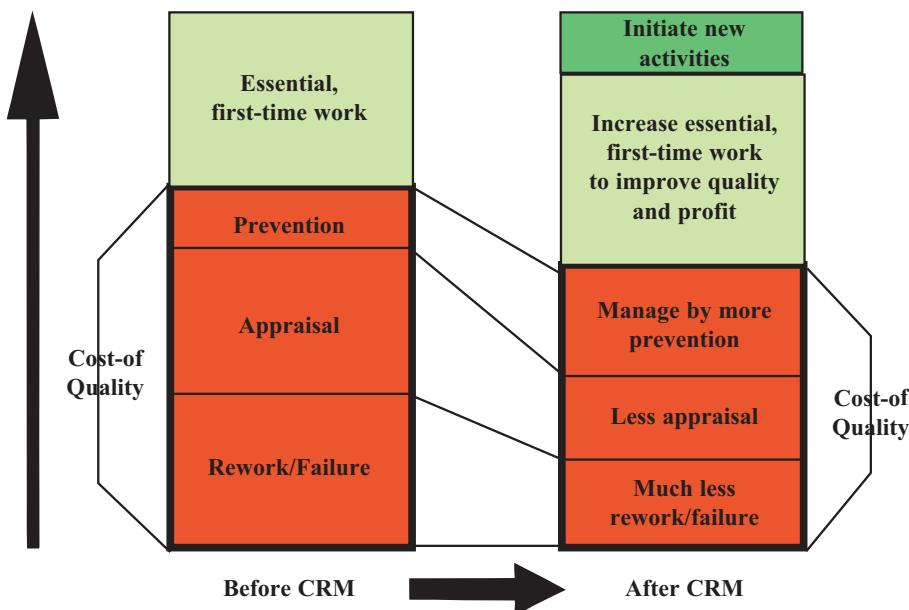 Essential,
first-time work
Prevention
Appraisal
Rework/Failure
Cost-of
Quality
Before CRM
Initiate new
activities
Increase essential,
first-time work
to improve quality
and profit
Manage by more
prevention
Less appraisal
Much less
rework/failure
Cost-of
Quality
After CRM